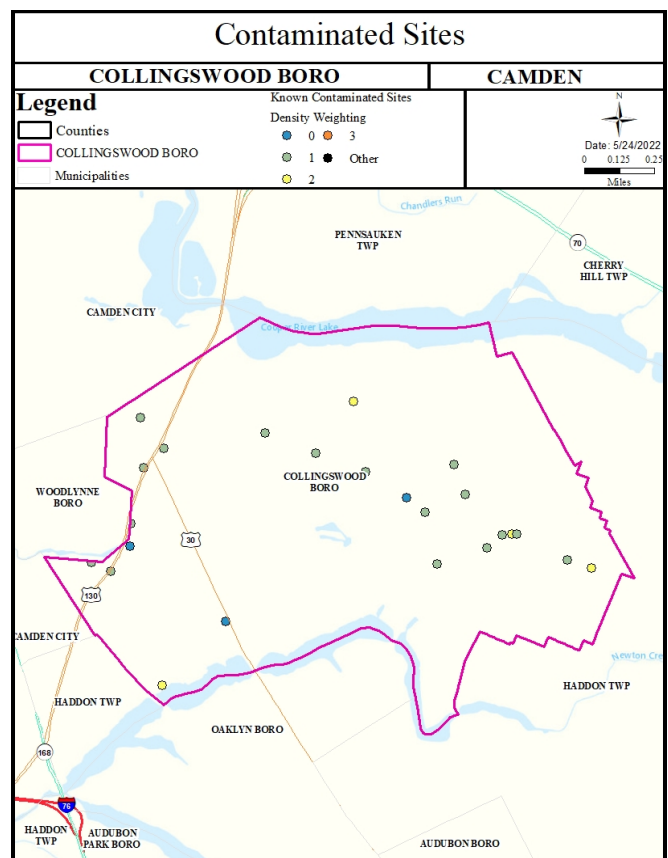 Contaminated Sites
COLLINGSWOOD BORO
CAMDEN
Legend
Counties
COLLINGSWOOD BORO
Municipalities
Known Contaminated Sites
Density Weighting
0
3
1
Other
2
N
Date: 5/24/2022
0 0.125 0.25
Miles
Chandlers Run
PENNSAUKEN
TWP
70
CHERRY
HILL TWP
CAMDEN CITY
Cooper River Lake
COLLINGSWOOD
BORO
WOODLYNNE
BORO
30
130
CAMDEN CITY
Newton Cre
HADDON TWP
HADDON TWP
OAKLYN BORO
168
76
HADDON
TWP
AUDUBON
PARK BORO
AUDUBON BORO